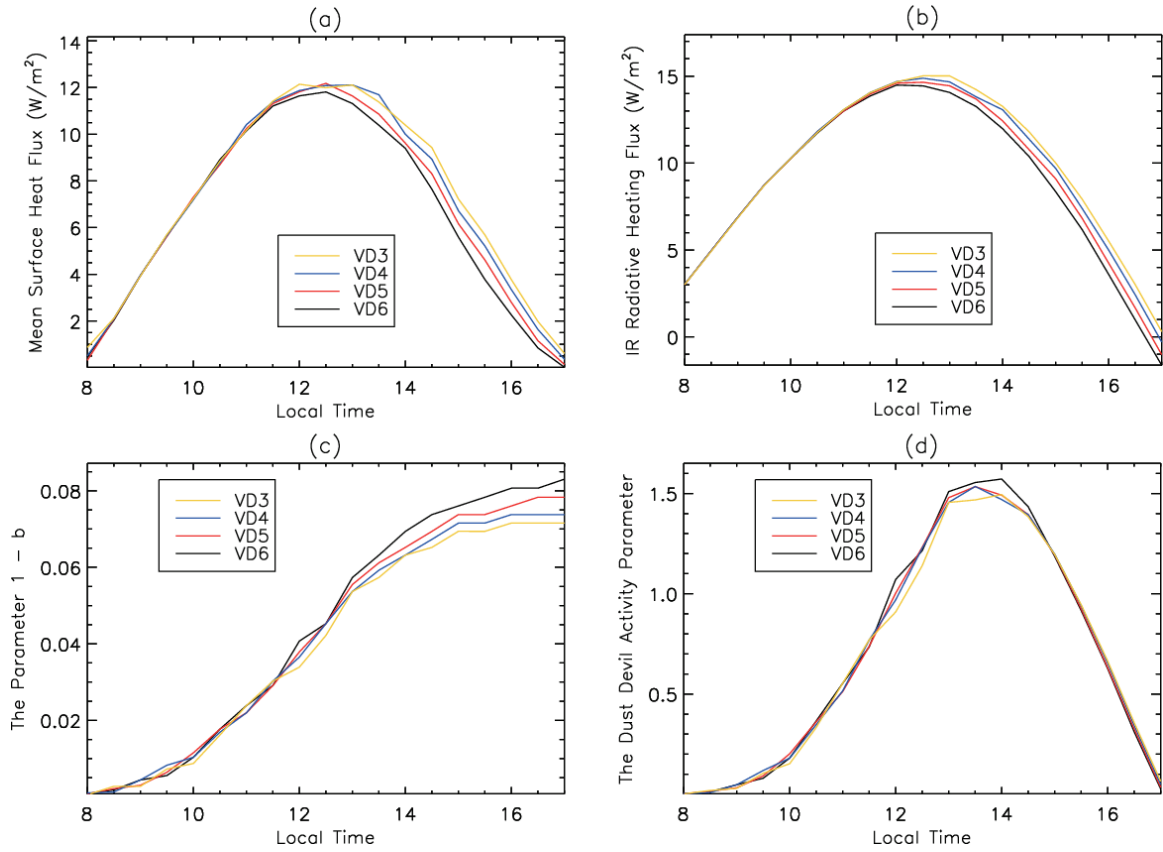 (a)
Mean Surface Heat Flux (W/m²)
14
12
10
8
6
4
2
VD3
VD4
VD5
VD6
8 10 12 14 16
Local Time
(b)
IR Radiative Heating Flux (W/m²)
15
10
5
0
VD3
VD4
VD5
VD6
8 10 12 14 16
Local Time
(c)
The Parameter 1 – b
0.08
0.06
0.04
0.02
VD3
VD4
VD5
VD6
8 10 12 14 16
Local Time
(d)
The Dust Devil Activity Parameter
1.5
1.0
0.5
VD3
VD4
VD5
VD6
8 10 12 14 16
Local Time